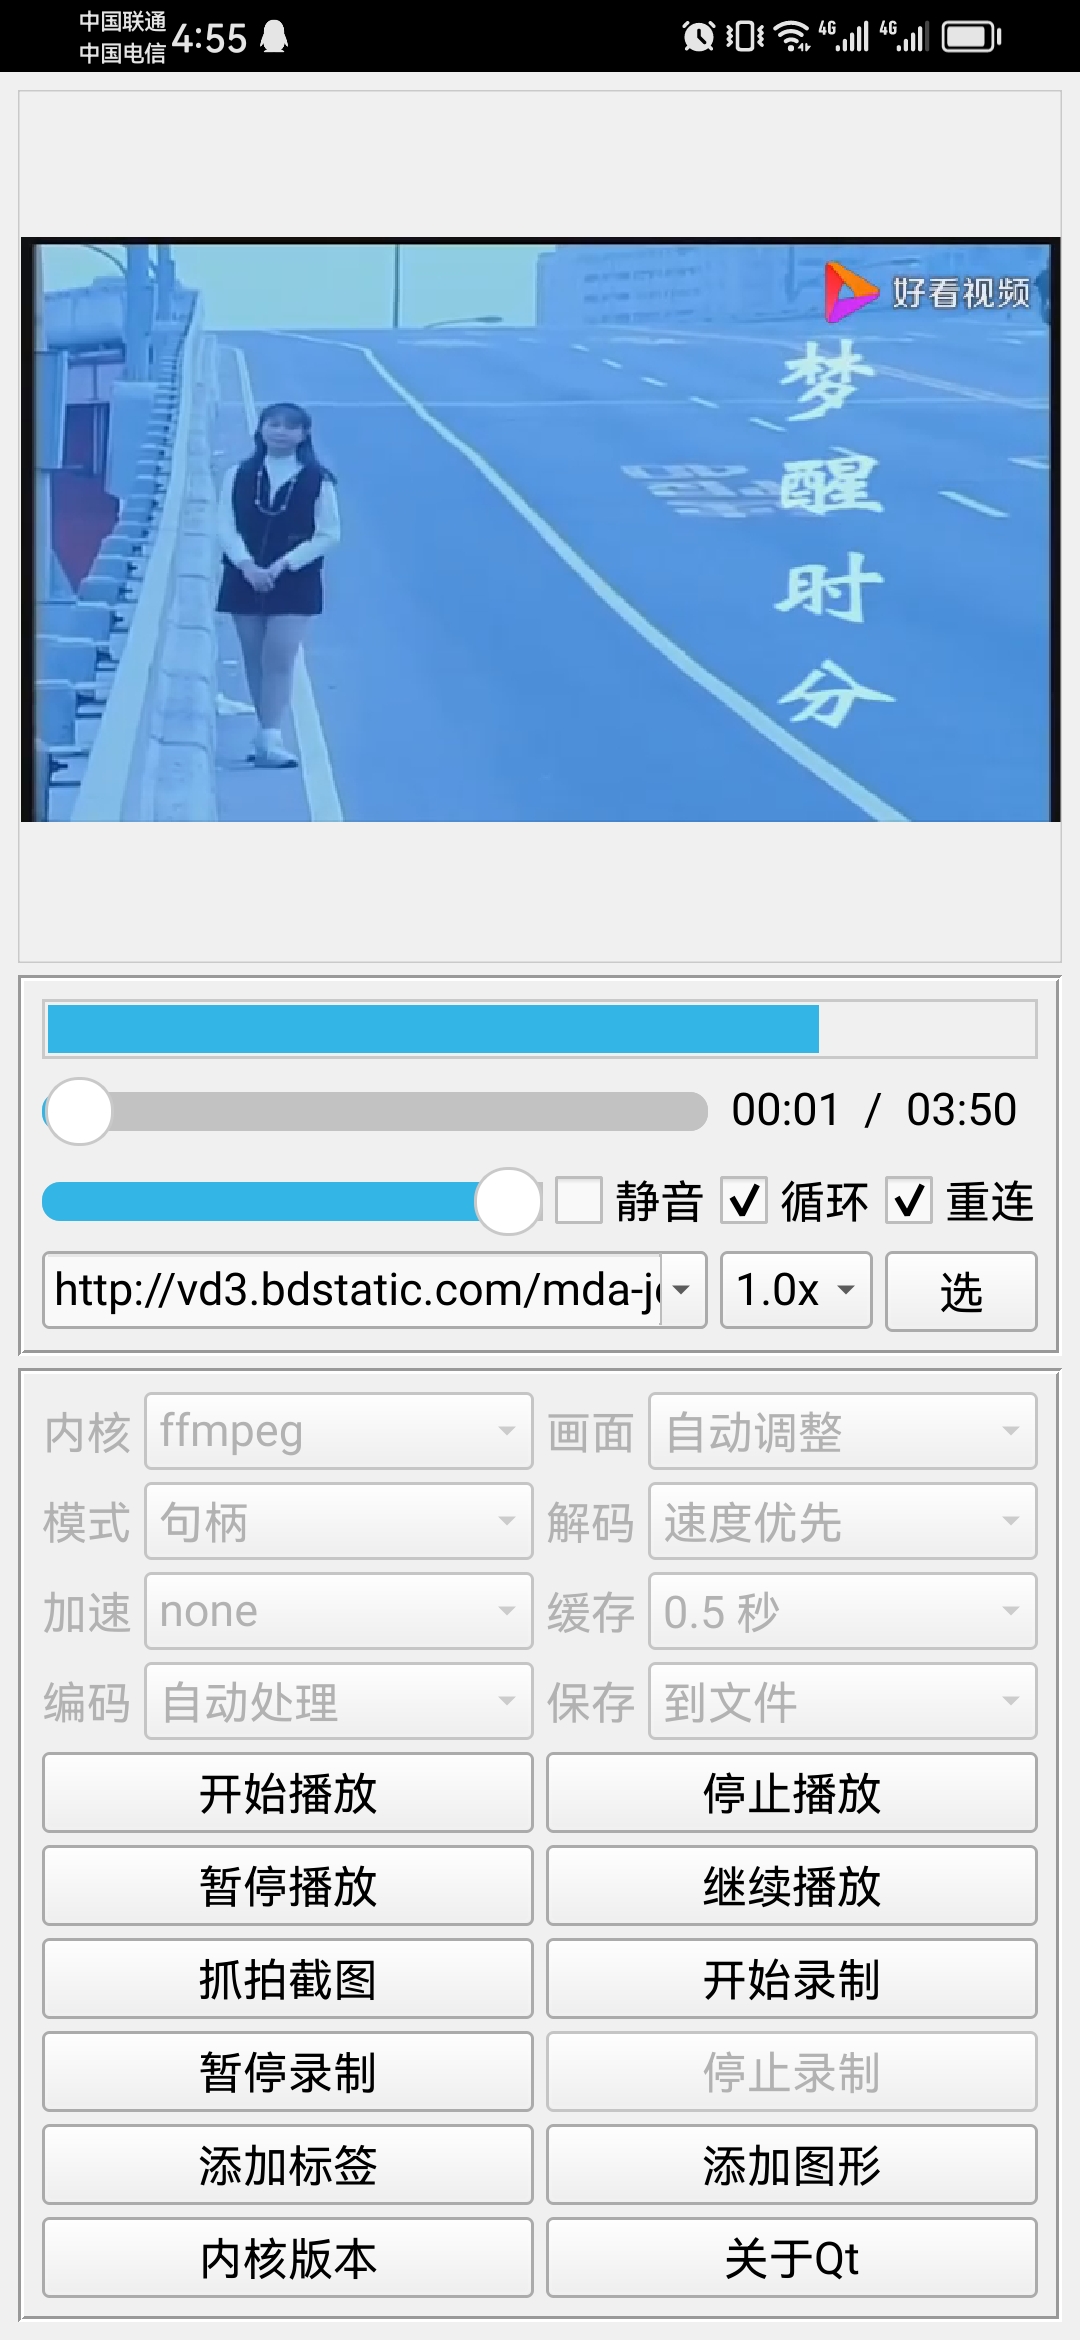 中国联通
中国电信 4:55 4G 4G
好看视频
梦醒时分
00:01 / 03:50
静音 循环 重连
http://vd3.bdstatic.com/mda-j 1.0x 选
内核 ffmpeg 画面 自动调整
模式 句柄 解码 速度优先
加速 none 缓存 0.5 秒
编码 自动处理 保存 到文件
开始播放 停止播放
暂停播放 继续播放
抓拍截图 开始录制
暂停录制 停止录制
添加标签 添加图形
内核版本 关于Qt